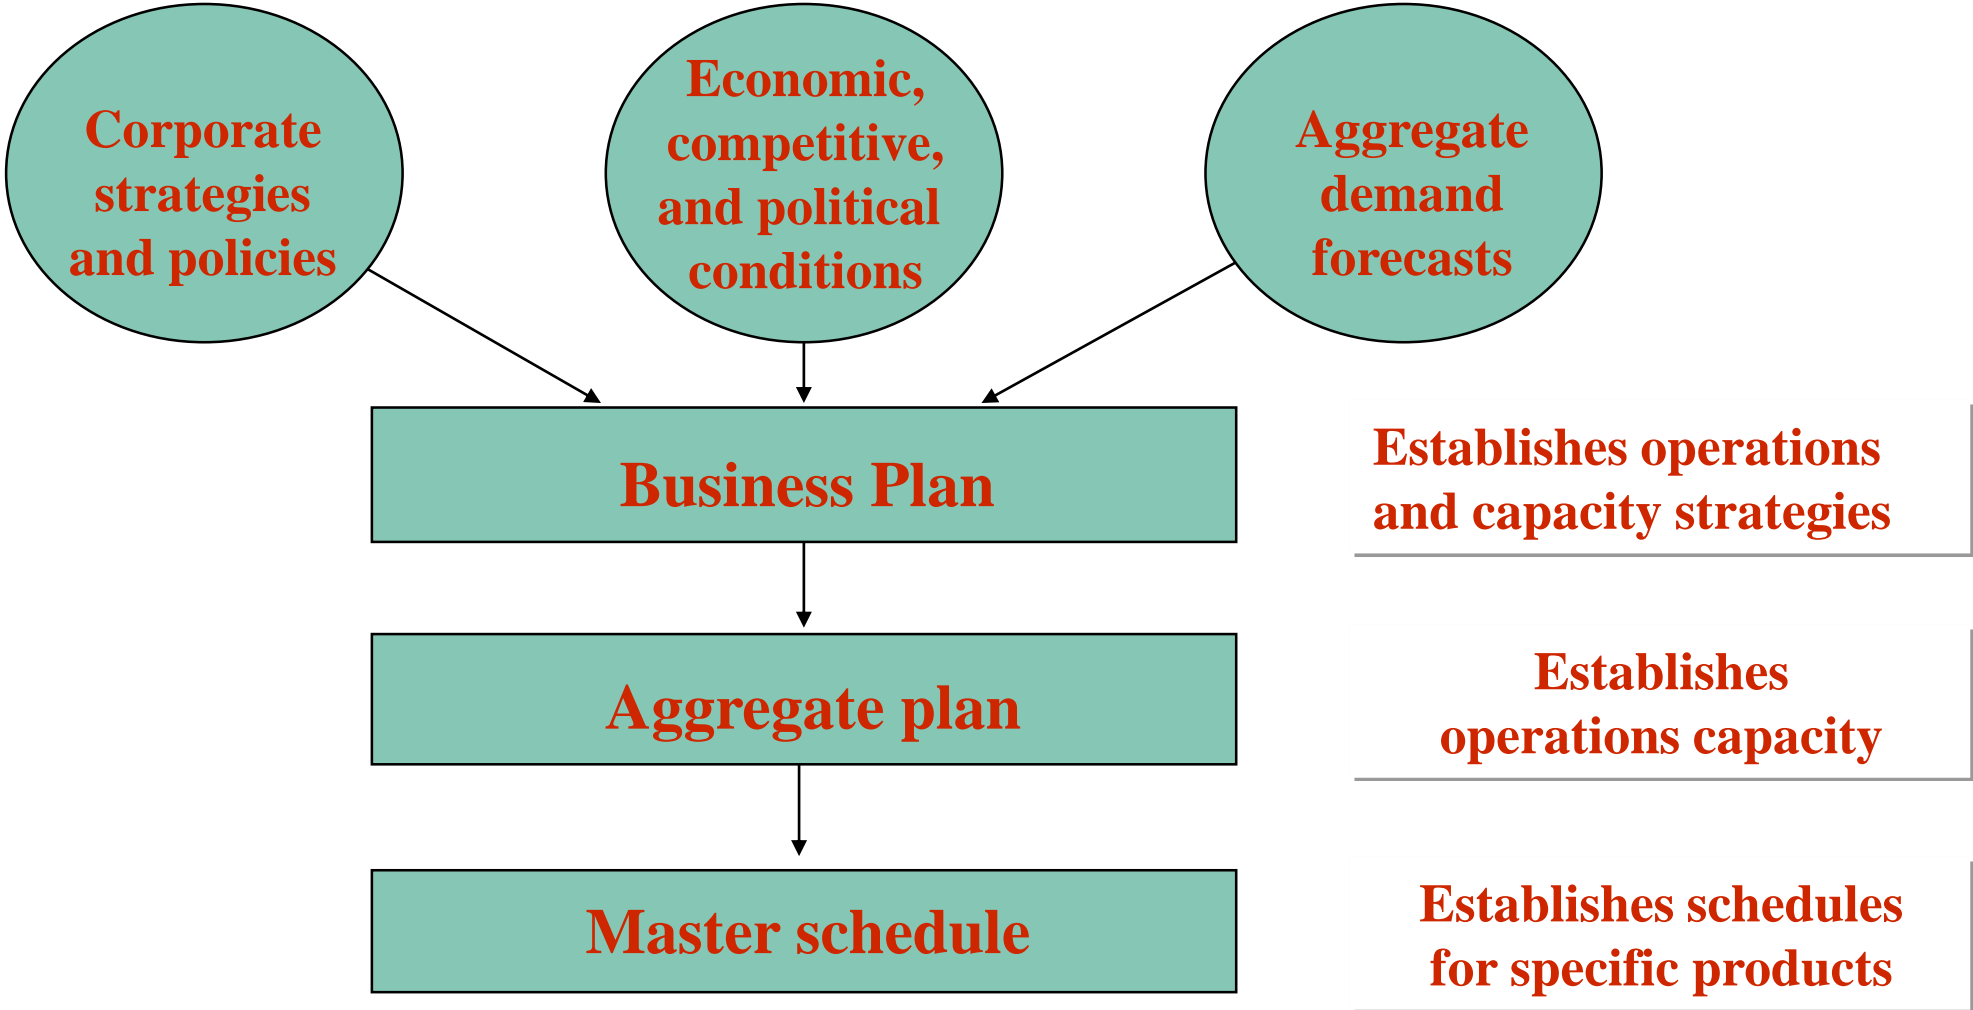 Corporate
strategies
and policies
Economic,
competitive,
and political
conditions
Aggregate
demand
forecasts
Business Plan
Establishes operations
and capacity strategies
Aggregate plan
Establishes
operations capacity
Master schedule
Establishes schedules
for specific products